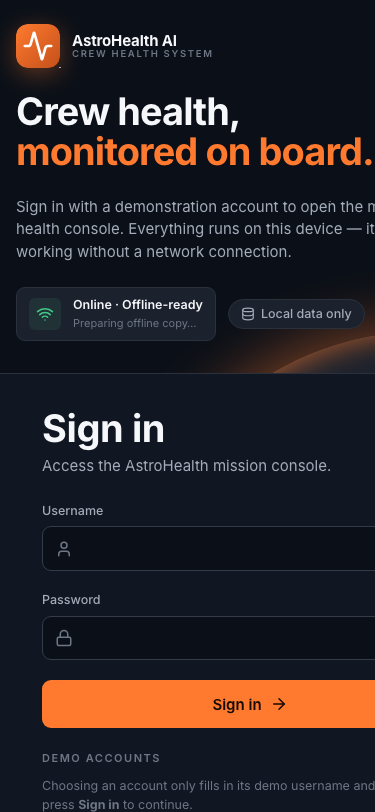 AstroHealth AI
CREW HEALTH SYSTEM
Crew health,
monitored on board.
Sign in with a demonstration account to open the m
health console. Everything runs on this device — it
working without a network connection.
Online · Offline-ready
Preparing offline copy...
Local data only
Sign in
Access the AstroHealth mission console.
Username
Password
Sign in
DEMO ACCOUNTS
Choosing an account only fills in its demo username and
press Sign in to continue.